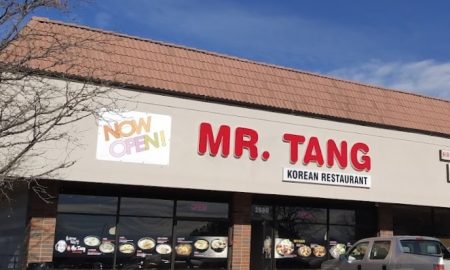 NOW
OPEN!
MR. TANG
KOREAN RESTAURANT